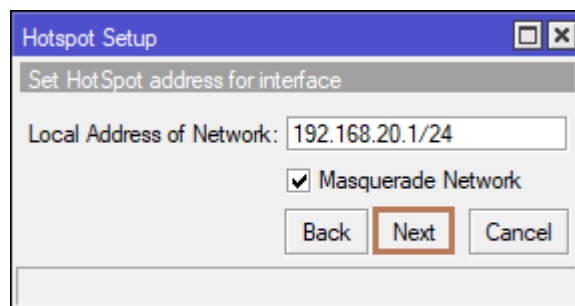 Hotspot Setup
Set HotSpot address for interface
Local Address of Network: 192.168.20.1/24
Masquerade Network
Back Next Cancel